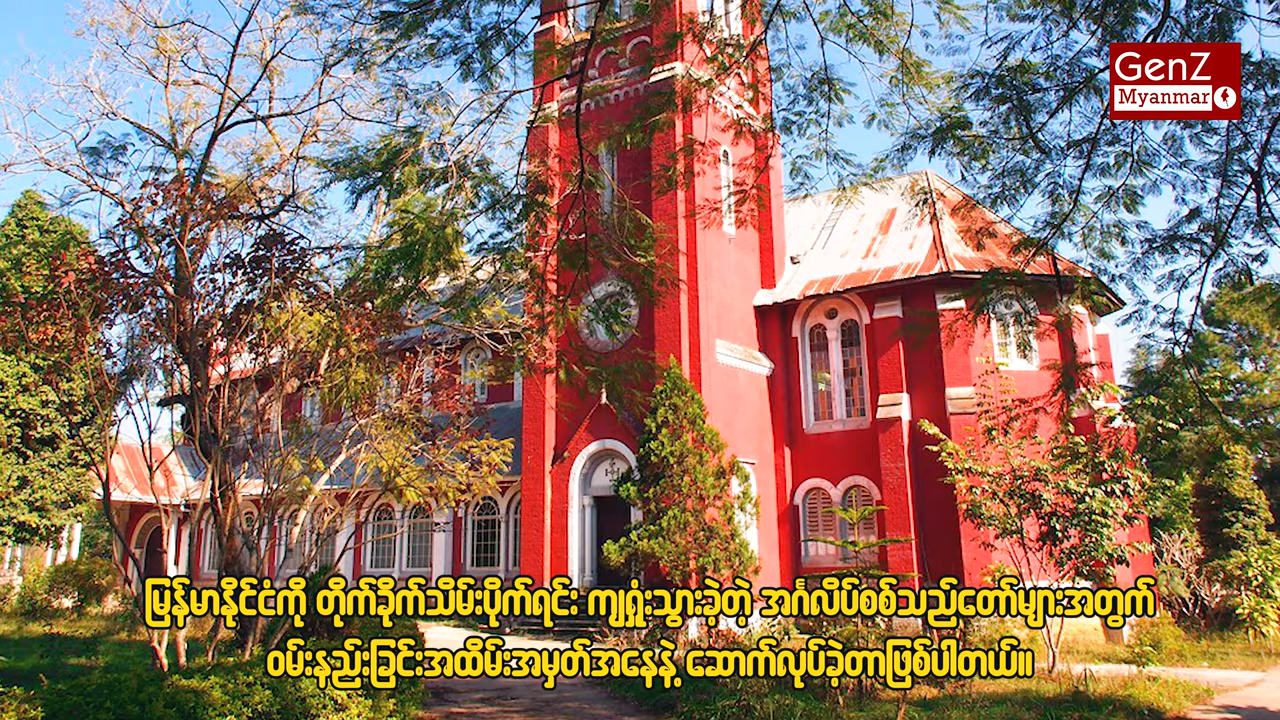 GenZ
Myanmar
မြန်မာနိုင်ငံကို တိုက်ခိုက်သိမ်းပိုက်ရင်း ကျရှုံးသွားခဲ့တဲ့ အင်္ဂလိပ်စစ်သည်တော်များအတွက်
ဝမ်းနည်းခြင်းအထိမ်းအမှတ်အနေနဲ့ ဆောက်လုပ်ခဲ့တာဖြစ်ပါတယ်။